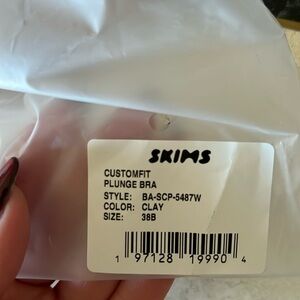 SKIMS
CUSTOMFIT
PLUNGE BRA
STYLE: BA-SCP-5487W
COLOR: CLAY
SIZE: 38B
1 97128 19990 4